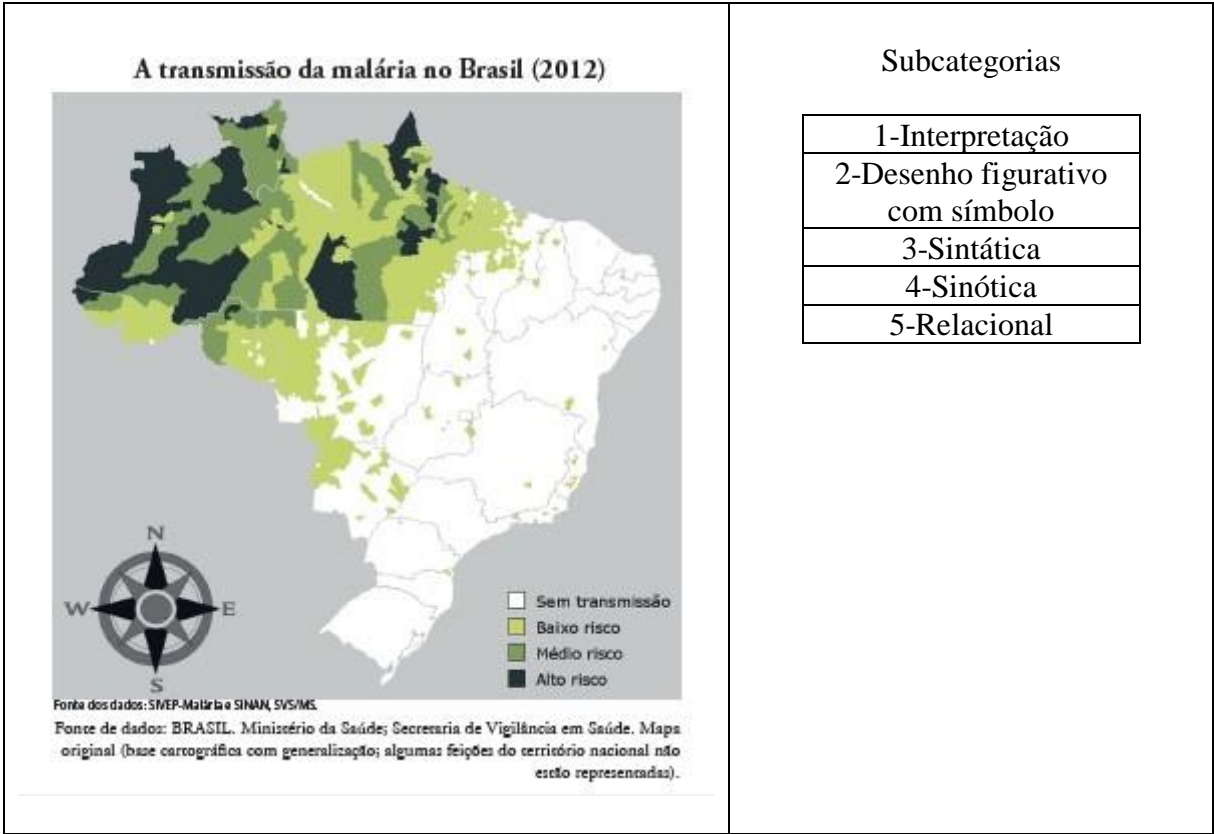 A transmissão da malária no Brasil (2012)
N
W
E
S
Sem transmissão
Baixo risco
Médio risco
Alto risco
Fonte dos dados: SIVEP-Malária e SINAN, SVS/MS.
Fonte de dados: BRASIL. Ministério da Saúde; Secretaria de Vigilância em Saúde. Mapa
original (base cartográfica com generalização; algumas feições do território nacional não
estão representadas).
Subcategorias
1-Interpretação
2-Desenho figurativo
com símbolo
3-Sintática
4-Sinótica
5-Relacional